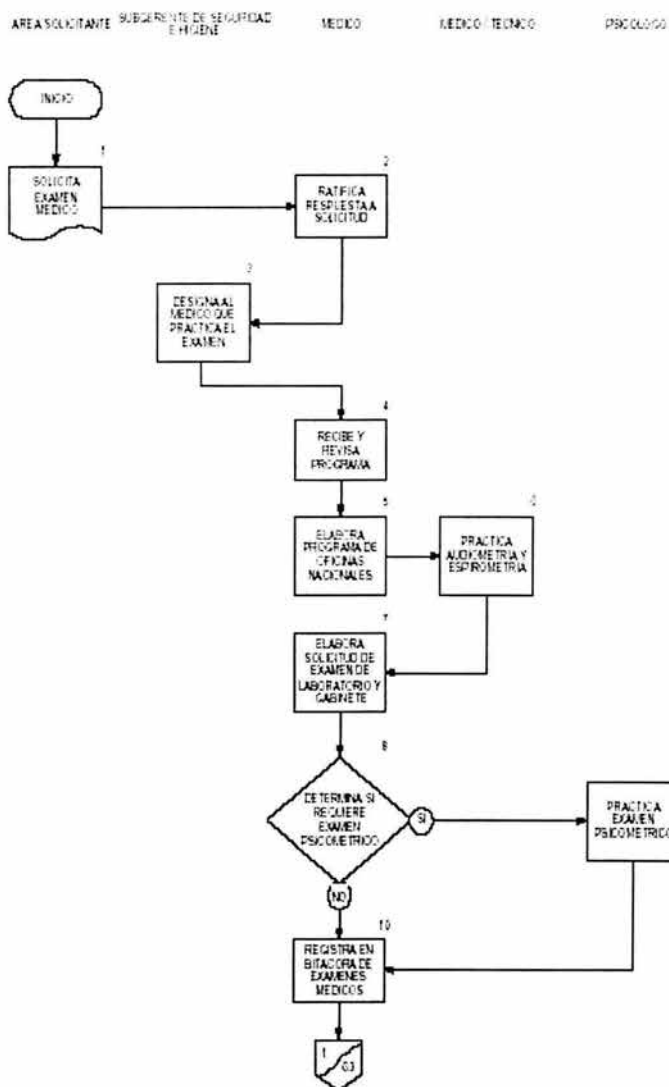 AREA SOLICITANTE
SUBGERENTE DE SEGURIDAD
E HIGIENE
MEDICO
MEDICO / TECNICO
PSICOLOGO
INICIO
1
SOLICITA
EXAMEN
MEDICO
2
RATIFICA
RESPUESTA A
SOLICITUD
3
DESIGNA AL
MEDICO QUE
PRACTICA EL
EXAMEN
4
RECIBE Y
REVISA
PROGRAMA
5
ELABORA
PROGRAMA DE
OFICINAS
NACIONALES
PRACTICA
AUDIOMETRIA Y
ESPIROMETRIA
7
ELABORA
SOLICITUD DE
EXAMEN DE
LABORATORIO Y
GABINETE
8
DETERMINA SI
REQUIERE
EXAMEN
PSICOMETRICO
SI
PRACTICA
EXAMEN
PSICOMETRICO
NO
10
REGISTRA EN
BITACORA DE
EXAMENES
MEDICOS
1